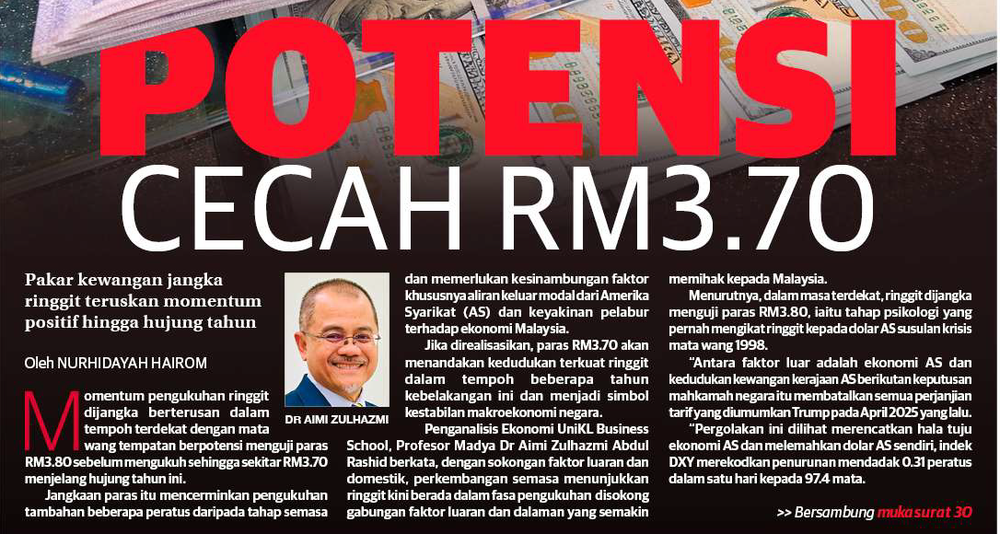 POTENSI
CECAH RM3.70
Pakar kewangan jangka
ringgit teruskan momentum
positif hingga hujung tahun
Oleh NURHIDAYAH HAIROM
Momentum pengukuhan ringgit
dijangka berterusan dalam
tempoh terdekat dengan mata
wang tempatan berpotensi menguji paras
RM3.80 sebelum mengukuh sehingga sekitar RM3.70
menjelang hujung tahun ini.
Jangkaan paras itu mencerminkan pengukuhan
tambahan beberapa peratus daripada tahap semasa
DR AIMI ZULHAZMI
dan memerlukan kesinambungan faktor
khususnya aliran keluar modal dari Amerika
Syarikat (AS) dan keyakinan pelabur
terhadap ekonomi Malaysia.
Jika direalisasikan, paras RM3.70 akan
menandakan kedudukan terkuat ringgit
dalam tempoh beberapa tahun
kebelakangan ini dan menjadi simbol
kestabilan makroekonomi negara.
Penganalisis Ekonomi UniKL Business
School, Profesor Madya Dr Aimi Zulhazmi Abdul
Rashid berkata, dengan sokongan faktor luaran dan
domestik, perkembangan semasa menunjukkan
ringgit kini berada dalam fasa pengukuhan disokong
gabungan faktor luaran dan dalaman yang semakin
memihak kepada Malaysia.
Menurutnya, dalam masa terdekat, ringgit dijangka
menguji paras RM3.80, iaitu tahap psikologi yang
pernah mengikat ringgit kepada dolar AS susulan krisis
mata wang 1998.
“Antara faktor luar adalah ekonomi AS dan
kedudukan kewangan kerajaan AS berikutan keputusan
mahkamah negara itu membatalkan semua perjanjian
tarif yang diumumkan Trump pada April 2025 yang lalu.
“Pergolakan ini dilihat merencatkan hala tuju
ekonomi AS dan melemahkan dolar AS sendiri, indek
DXY merekodkan penurunan mendadak 0.31 peratus
dalam satu hari kepada 97.4 mata.
>> Bersambung muka surat 30